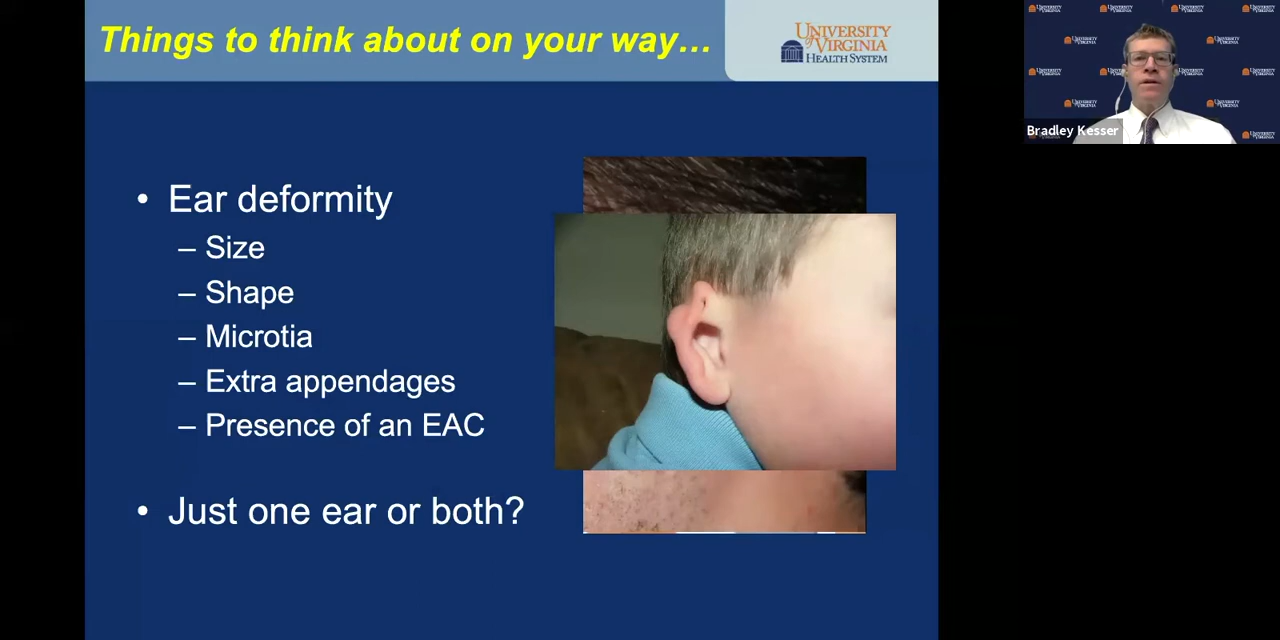 Things to think about on your way…
UNIVERSITY
of VIRGINIA
HEALTH SYSTEM
• Ear deformity
– Size
– Shape
– Microtia
– Extra appendages
– Presence of an EAC
• Just one ear or both?
Bradley Kesser